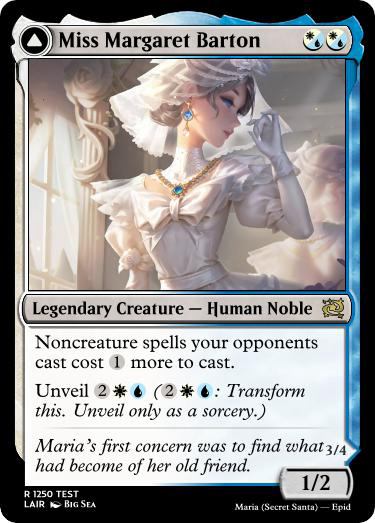 Miss Margaret Barton
Legendary Creature — Human Noble
Noncreature spells your opponents
cast cost 1 more to cast.
Unveil 2 (2: Transform
this. Unveil only as a sorcery.)
Maria's first concern was to find what
had become of her old friend.
3/4
1/2
R 1250 TEST
LAIR Big Sea
Maria (Secret Santa) — Epid